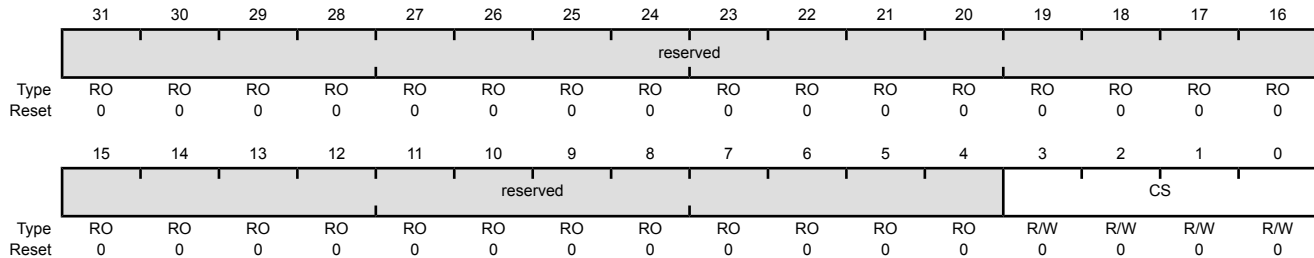 31 30 29 28 27 26 25 24 23 22 21 20 19 18 17 16
reserved
Type RO RO RO RO RO RO RO RO RO RO RO RO RO RO RO RO
Reset 0 0 0 0 0 0 0 0 0 0 0 0 0 0 0 0
15 14 13 12 11 10 9 8 7 6 5 4 3 2 1 0
reserved CS
Type RO RO RO RO RO RO RO RO RO RO RO RO R/W R/W R/W R/W
Reset 0 0 0 0 0 0 0 0 0 0 0 0 0 0 0 0